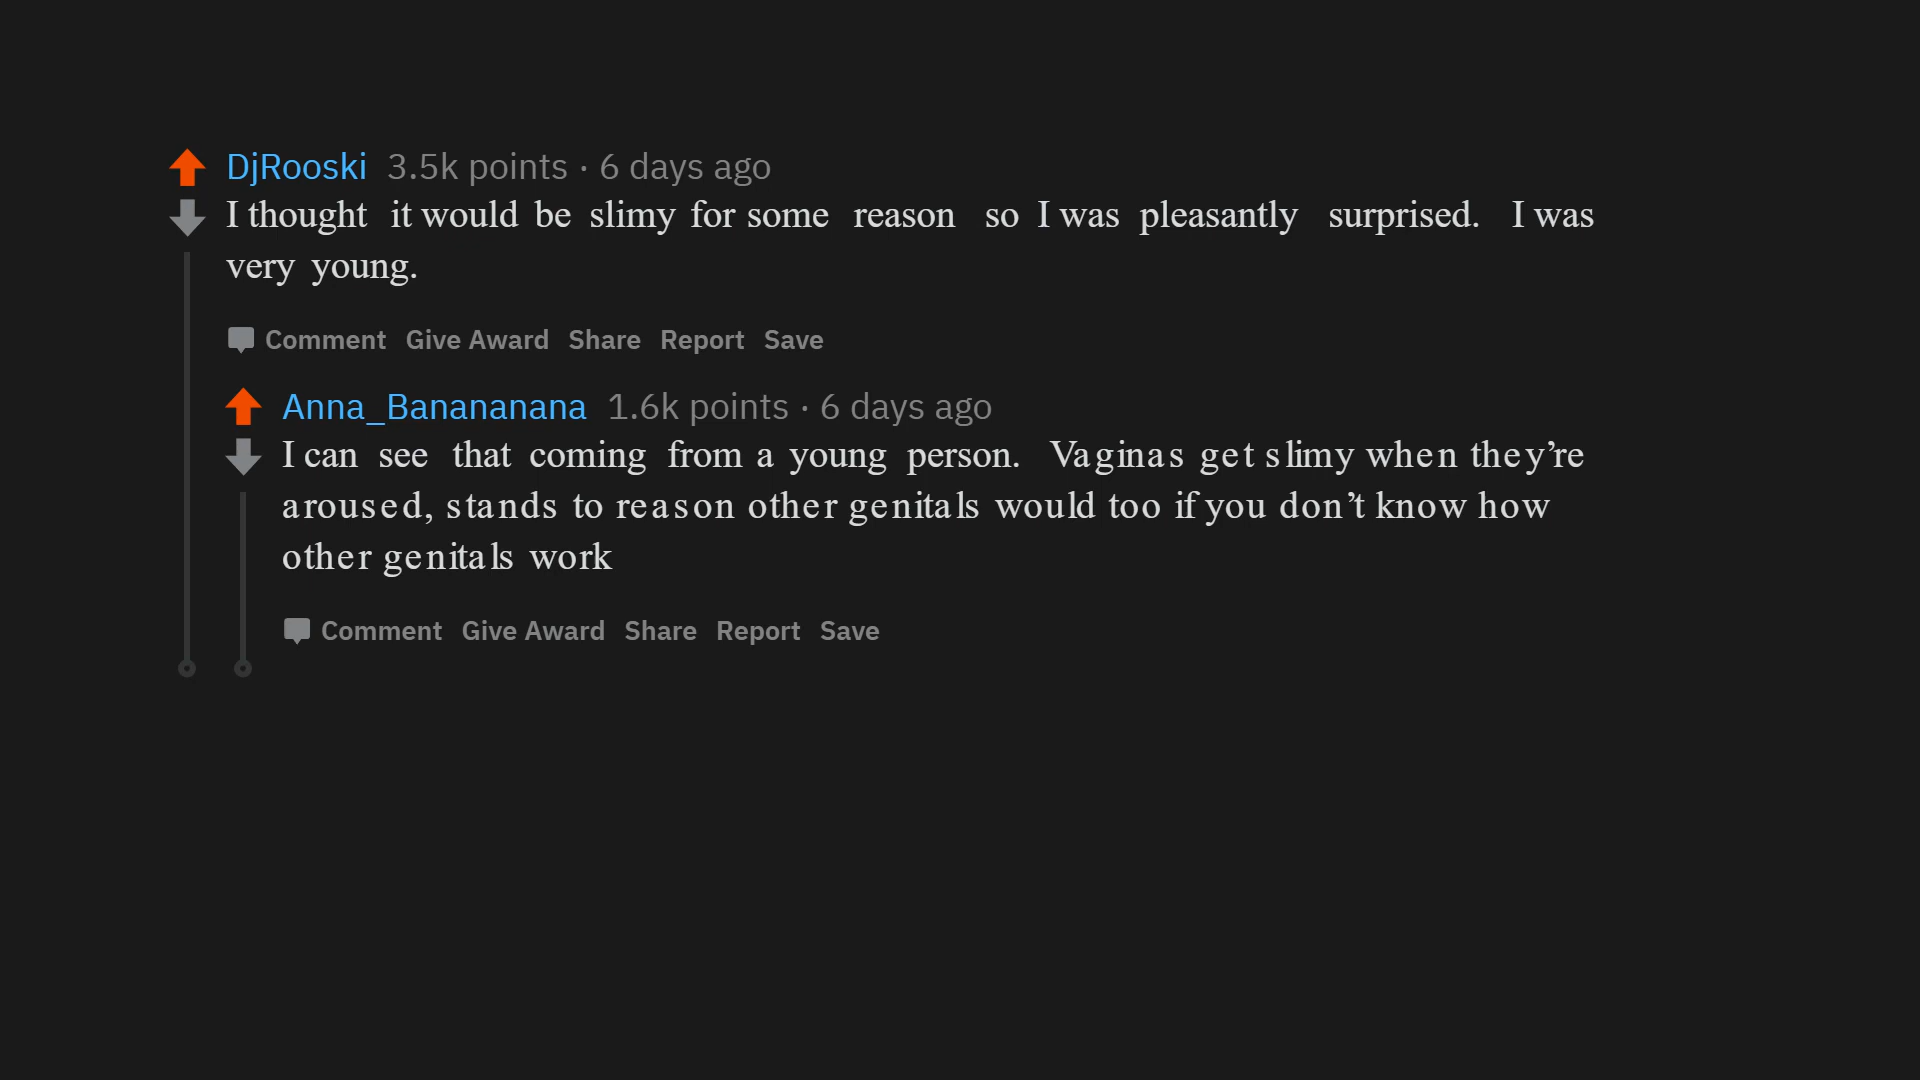 DjRooski 3.5k points · 6 days ago
I thought it would be slimy for some reason so I was pleasantly surprised. I was
very young.
Comment Give Award Share Report Save
Anna_Banananana 1.6k points · 6 days ago
I can see that coming from a young person. Vaginas get slimy when they’re
aroused, stands to reason other genitals would too if you don’t know how
other genitals work
Comment Give Award Share Report Save